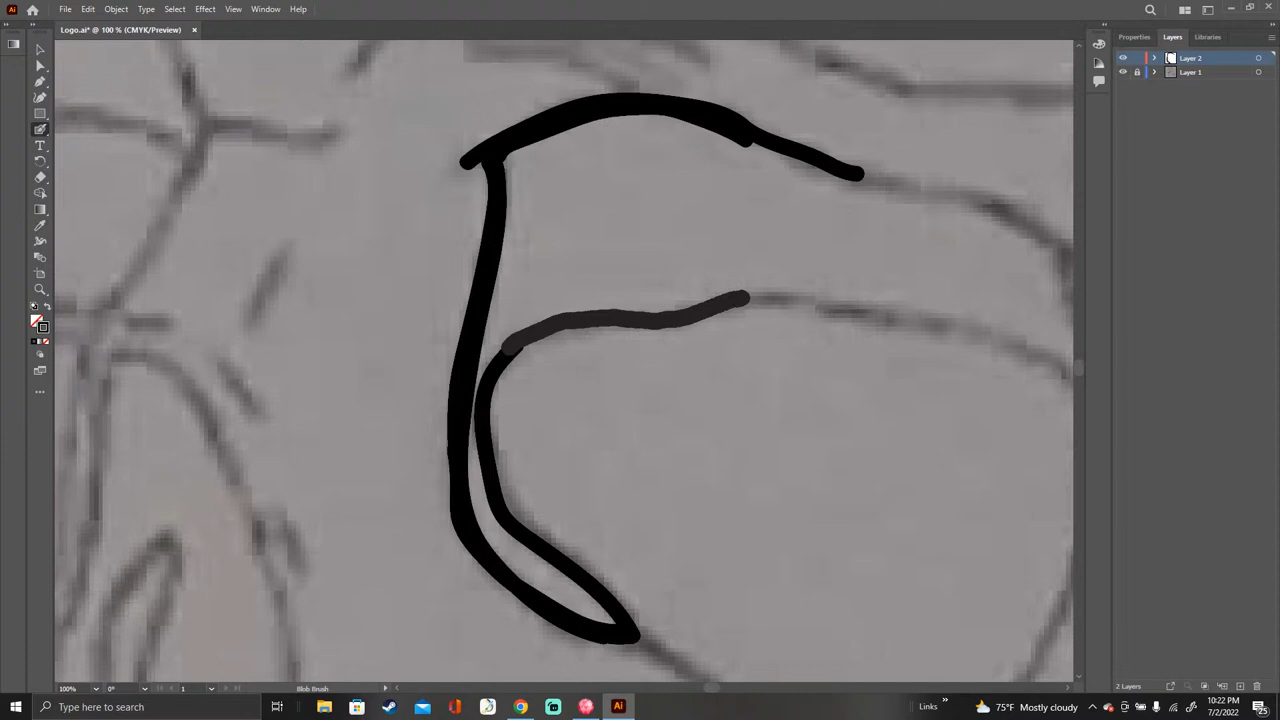 File Edit Object Type Select Effect View Window Help
Logo.ai* @ 100 % (CMYK/Preview) ×
Properties Layers Libraries
Layer 2
Layer 1
100% 0° 1 Blob Brush
2 Layers
Type here to search
Links » 75°F Mostly cloudy
10:22 PM
7/2/2022